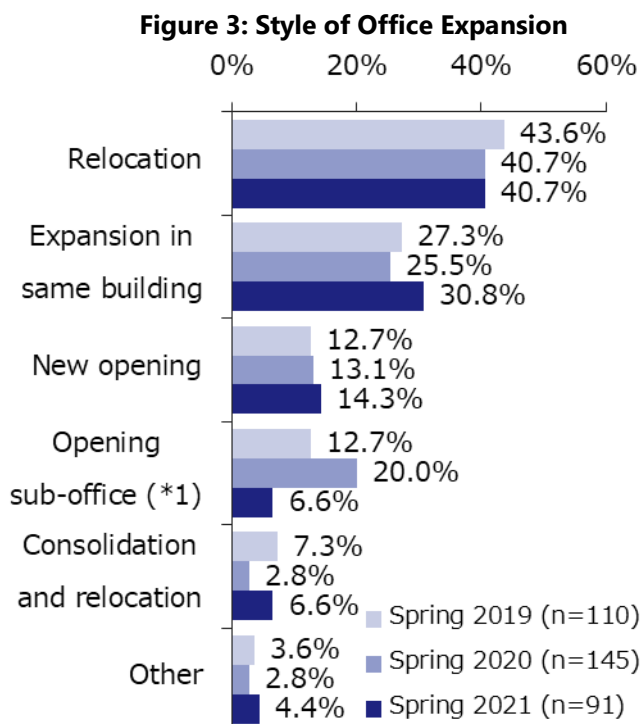 Figure 3: Style of Office Expansion
0% 20% 40% 60%
Relocation
43.6%
40.7%
40.7%
Expansion in
same building
27.3%
25.5%
30.8%
New opening
12.7%
13.1%
14.3%
Opening
sub-office (*1)
12.7%
20.0%
6.6%
Consolidation
and relocation
7.3%
2.8%
6.6%
Other
3.6%
2.8%
4.4%
Spring 2019 (n=110)
Spring 2020 (n=145)
Spring 2021 (n=91)